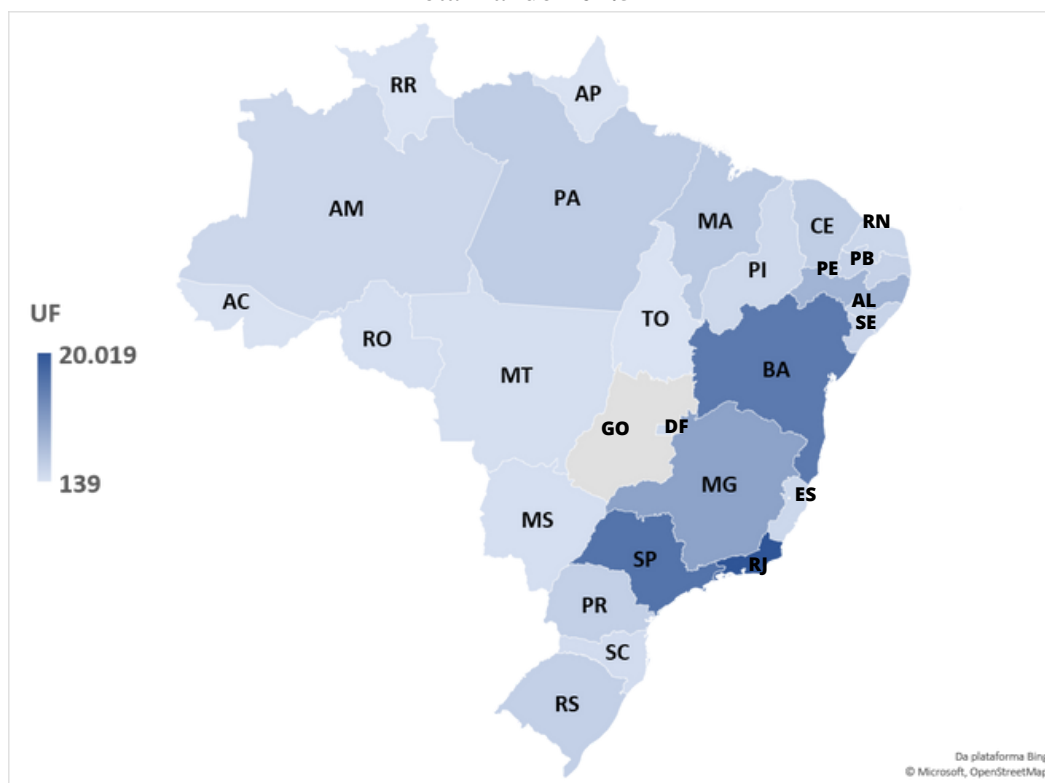 RR
AP
AM
PA
MA
CE
RN
PI
PE
PB
AC
AL
SE
RO
TO
MT
BA
GO
DF
MG
ES
MS
SP
RJ
PR
SC
RS
UF
20.019
139
Da plataforma Bing
© Microsoft, OpenStreetMap